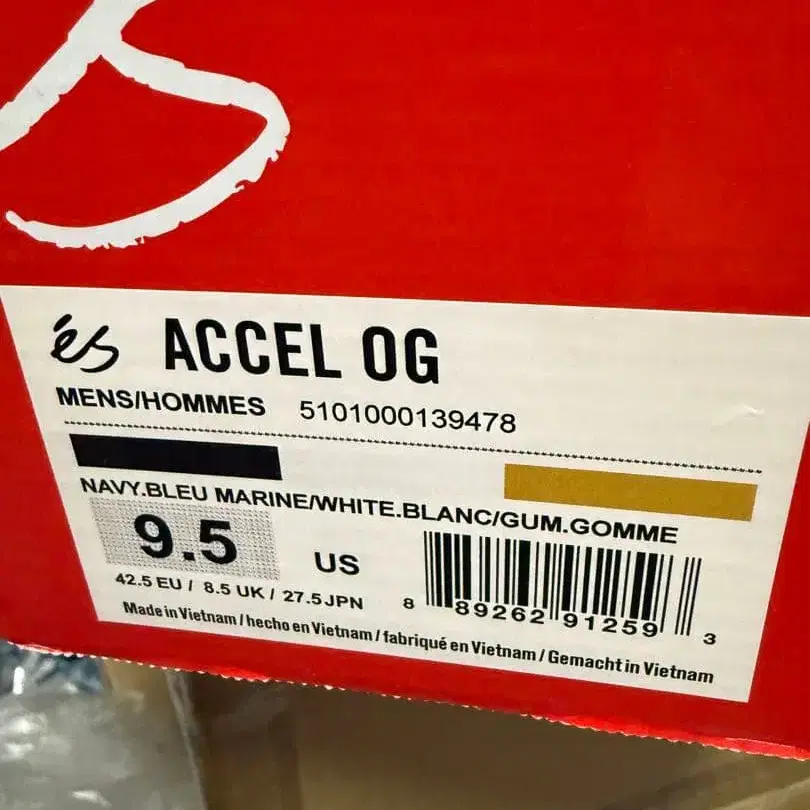 éS ACCEL OG
MENS/HOMMES 5101000139478
NAVY.BLEU MARINE/WHITE.BLANC/GUM.GOMME
9.5 US
42.5 EU / 8.5 UK / 27.5JPN
8 89262 91259 3
Made in Vietnam / hecho en Vietnam / fabriqué en Vietnam / Gemacht in Vietnam